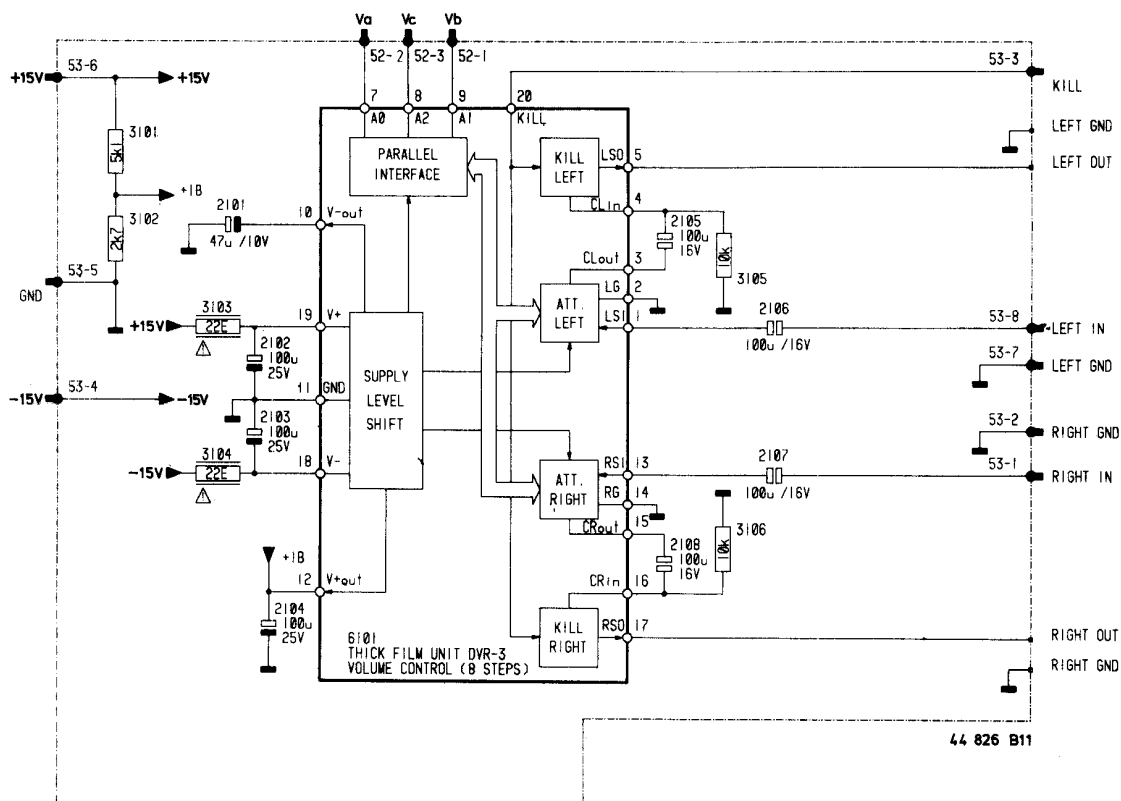 Va Vc Vb
52-2 52-3 52-1
+15V 53-6 +15V
53-3
KILL
7 8 9 20
A0 A2 A1 KILL
3101
5k1
PARALLEL
INTERFACE
KILL
LEFT
LSO 5
LEFT GND
LEFT OUT
+IB
3102
2k7
2101
47u /10V
10 V-out
CLin 4
2105
100u
16V
10k
3105
CLout 3
53-5
GND
ATT.
LEFT
LG 2
LSI 1
2106
100u /16V
53-8
LEFT IN
3103
+15V 22E
19 V+
2102
100u
25V
53-7
LEFT GND
-15V 53-4 -15V
11 GND
SUPPLY
LEVEL
SHIFT
2103
100u
25V
53-2
RIGHT GND
3104
-15V 22E
18 V-
ATT.
RIGHT
RSI 13
2107
100u /16V
53-1
RIGHT IN
RG 14
CRout 15
2108
100u
16V
10k
3106
+IB
12 V+out
CRin 16
2104
100u
25V
KILL
RIGHT
RSO 17
RIGHT OUT
6101
THICK FILM UNIT DVR-3
VOLUME CONTROL (8 STEPS)
RIGHT GND
44 826 B11